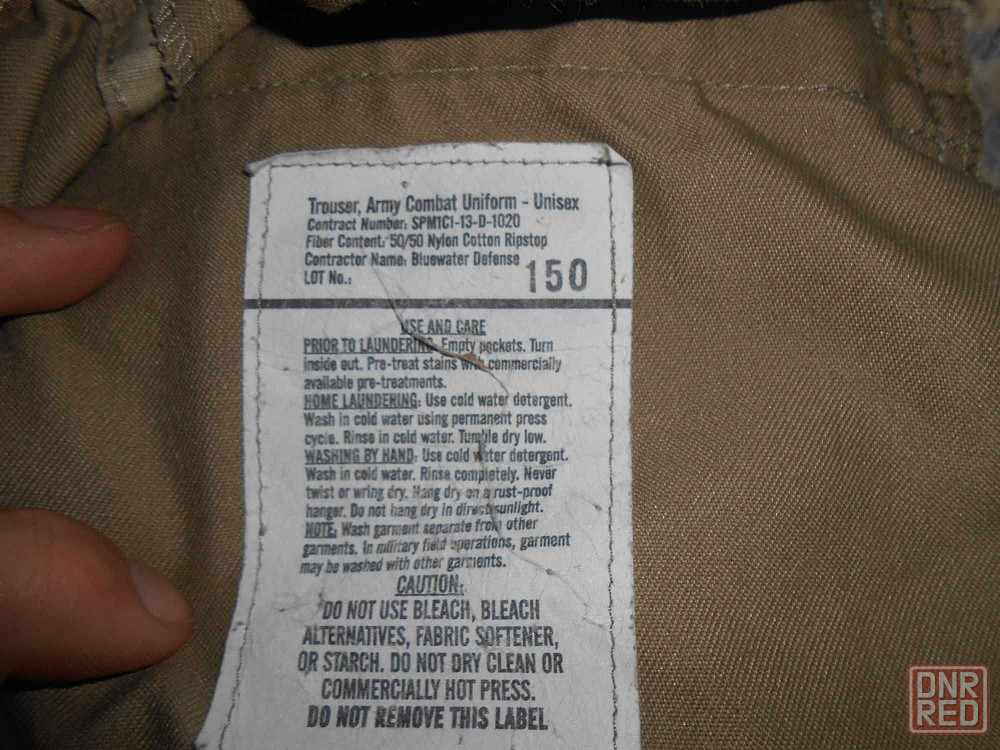 Trouser, Army Combat Uniform - Unisex
Contract Number: SPM1C1-13-D-1020
Fiber Content: 50/50 Nylon Cotton Ripstop
Contractor Name: Bluewater Defense
LOT No.: 150
USE AND CARE
PRIOR TO LAUNDERING: Empty pockets. Turn
inside out. Pre-treat stains with commercially
available pre-treatments.
HOME LAUNDERING: Use cold water detergent.
Wash in cold water using permanent press
cycle. Rinse in cold water. Tumble dry low.
WASHING BY HAND: Use cold water detergent.
Wash in cold water. Rinse completely. Never
twist or wring dry. Hang dry on a rust-proof
hanger. Do not hang dry in direct sunlight.
NOTE: Wash garment separate from other
garments. In military field operations, garment
may be washed with other garments.
CAUTION:
DO NOT USE BLEACH, BLEACH
ALTERNATIVES, FABRIC SOFTENER,
OR STARCH. DO NOT DRY CLEAN OR
COMMERCIALLY HOT PRESS.
DO NOT REMOVE THIS LABEL
DNR
RED